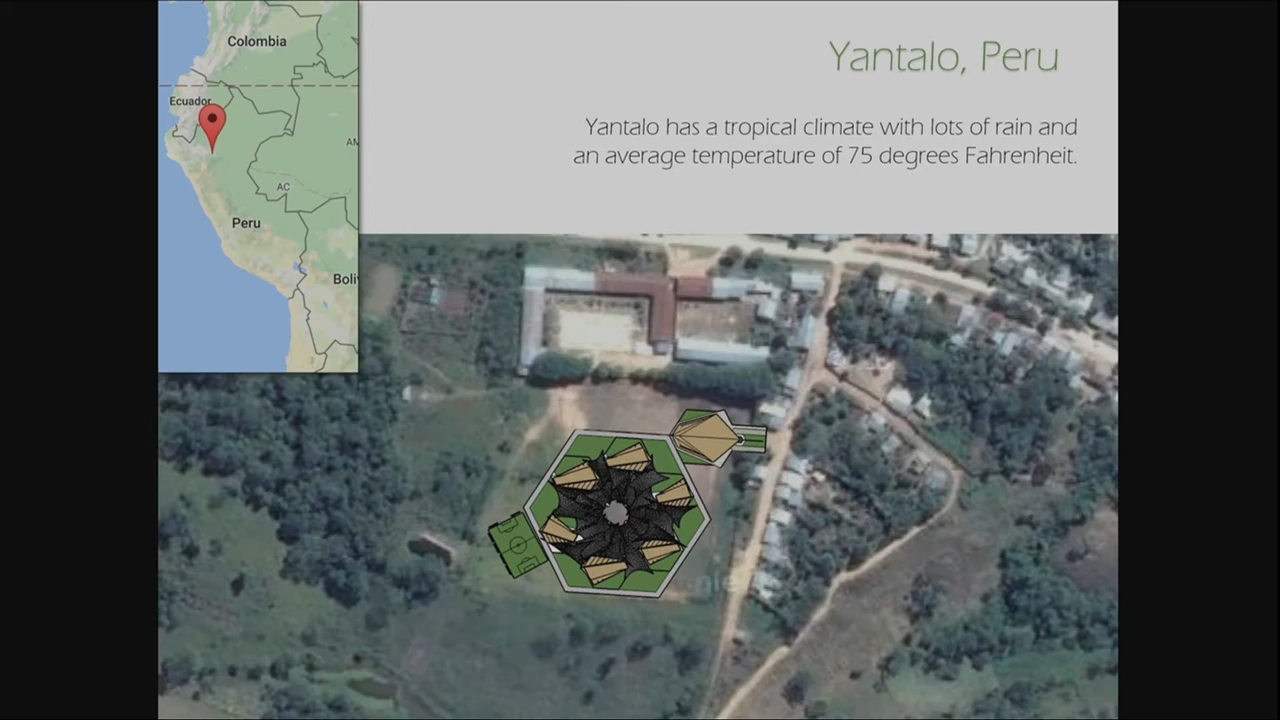 Yantalo, Peru
Yantalo has a tropical climate with lots of rain and
an average temperature of 75 degrees Fahrenheit.
Colombia
Ecuador
AC
Peru